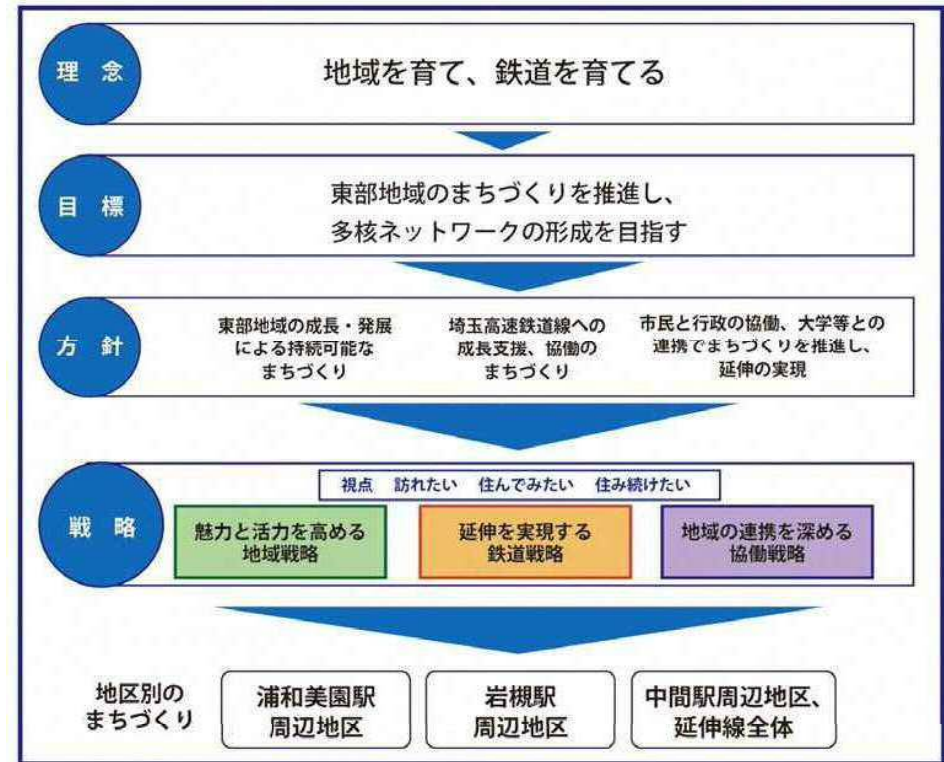 理 念
地域を育て、鉄道を育てる
目 標
東部地域のまちづくりを推進し、
多核ネットワークの形成を目指す
方 針
東部地域の成長・発展
による持続可能な
まちづくり
埼玉高速鉄道線への
成長支援、協働の
まちづくり
市民と行政の協働、大学等との
連携でまちづくりを推進し、
延伸の実現
戦 略
視点 訪れたい 住んでみたい 住み続けたい
魅力と活力を高める
地域戦略
延伸を実現する
鉄道戦略
地域の連携を深める
協働戦略
地区別の
まちづくり
浦和美園駅
周辺地区
岩槻駅
周辺地区
中間駅周辺地区、
延伸線全体